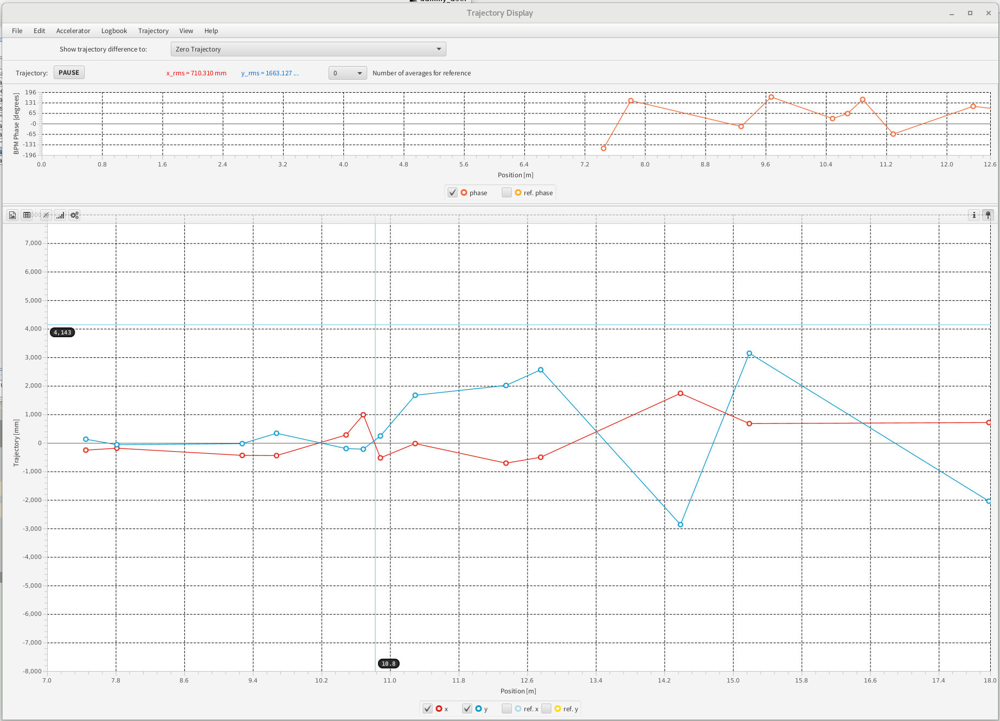 Trajectory Display
File Edit Accelerator Logbook Trajectory View Help
Show trajectory difference to: Zero Trajectory
Trajectory: PAUSE x_rms = 710.310 mm y_rms = 1663.127 ... 0 Number of averages for reference
BPM Phase [degrees]
196
131
65
-0
-65
-131
-196
0.0 0.8 1.6 2.4 3.2 4.0 4.8 5.6 6.4 7.2 8.0 8.8 9.6 10.4 11.2 12.0 12.6
Position [m]
phase ref. phase
Trajectory [mm]
7,000
6,000
5,000
4,000
4,143
3,000
2,000
1,000
0
-1,000
-2,000
-3,000
-4,000
-5,000
-6,000
-7,000
10.8
-8,000
7.0 7.8 8.6 9.4 10.2 11.0 11.8 12.6 13.4 14.2 15.0 15.8 16.6 17.4 18.0
Position [m]
x y ref. x ref. y